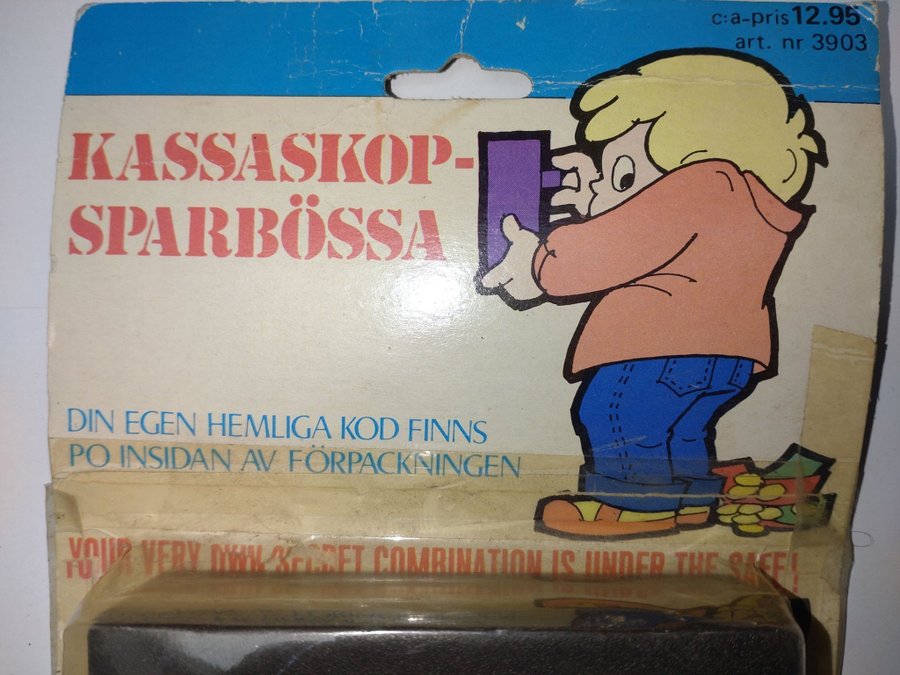 c:a-pris 12.95
art. nr 3903
KASSASKOP-
SPARBÖSSA
DIN EGEN HEMLIGA KOD FINNS
PO INSIDAN AV FÖRPACKNINGEN
YOUR VERY OWN SECRET COMBINATION IS UNDER THE SAFE!